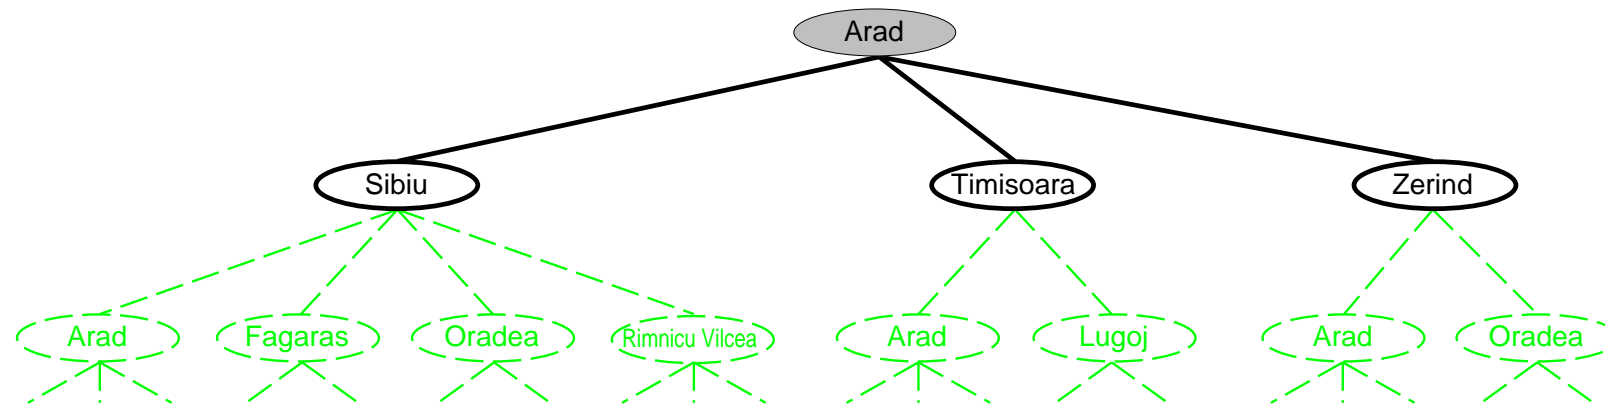 Arad
Sibiu
Timisoara
Zerind
Arad
Fagaras
Oradea
Rimnicu Vilcea
Arad
Lugoj
Arad
Oradea